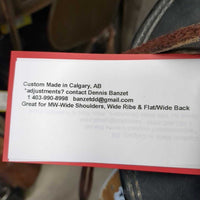 Custom Made in Calgary, AB
*adjustments? contact Dennis Banzet
1 403-990-8998 banzetdd@gmail.com
Great for MW-Wide Shoulders, Wide Ribe & Flat/Wide Back